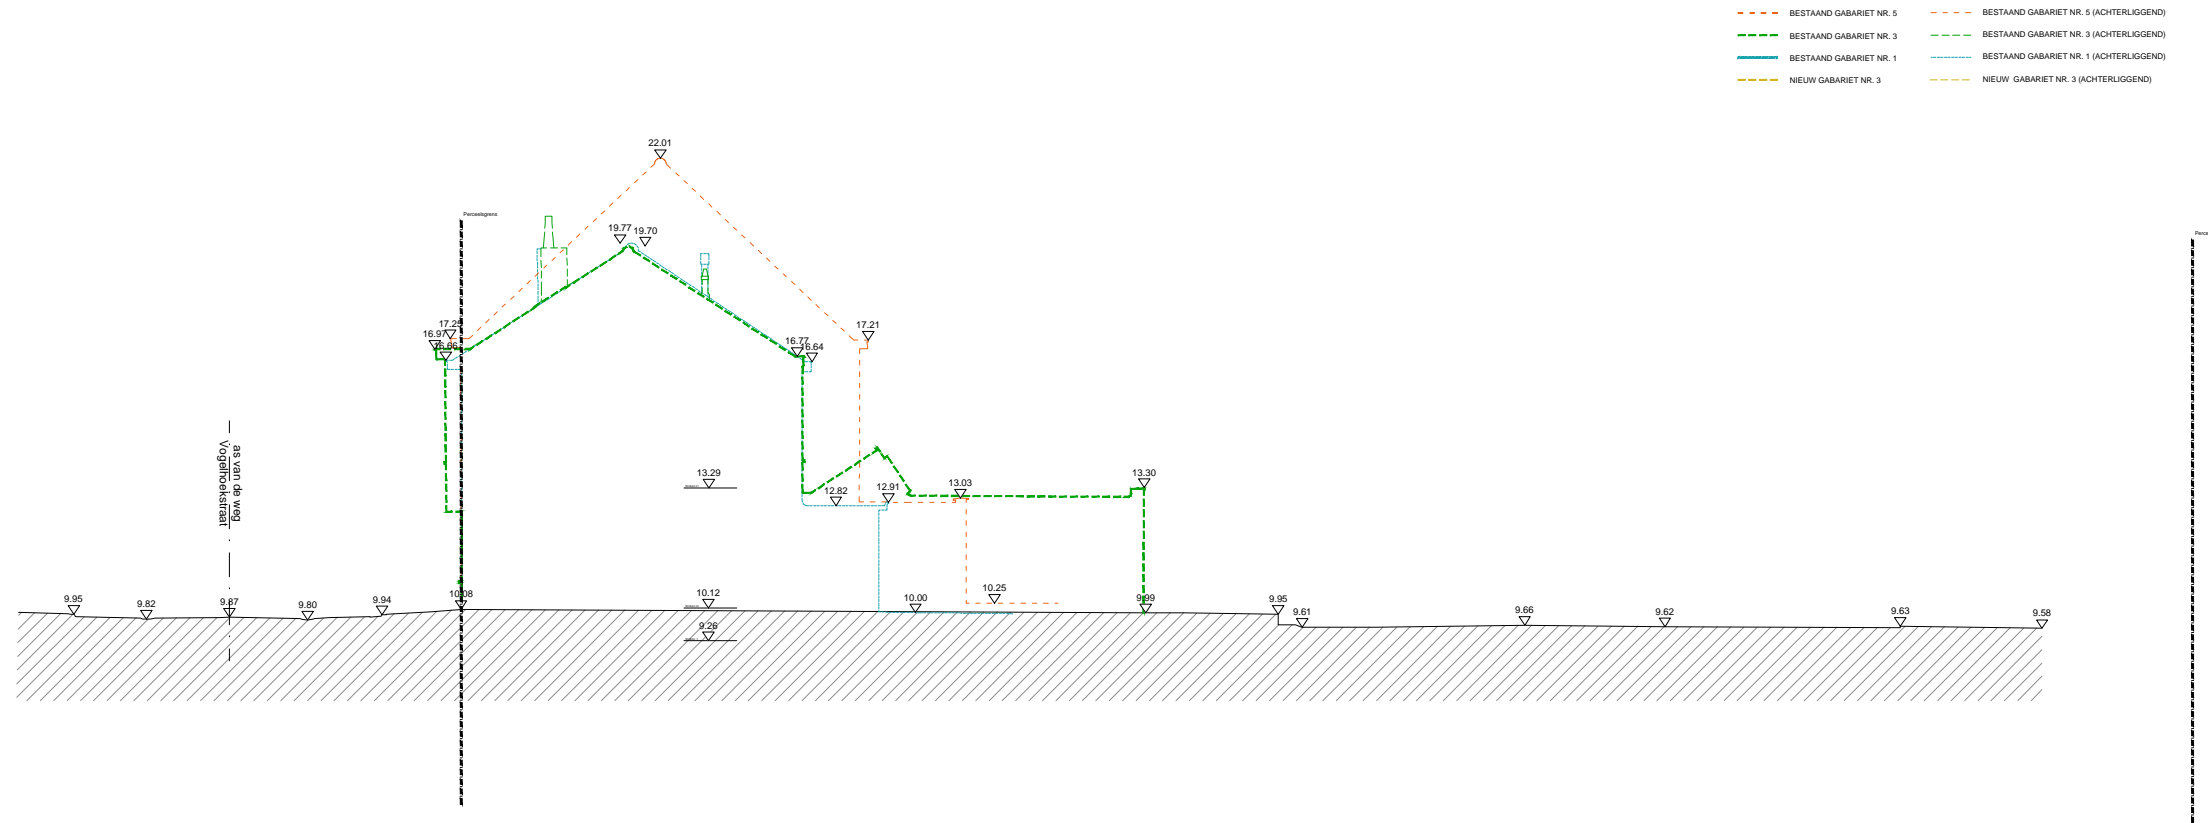 BESTAAND GABARIET NR. 5
BESTAAND GABARIET NR. 5 (ACHTERLIGGEND)
BESTAAND GABARIET NR. 3
BESTAAND GABARIET NR. 3 (ACHTERLIGGEND)
BESTAAND GABARIET NR. 1
BESTAAND GABARIET NR. 1 (ACHTERLIGGEND)
NIEUW GABARIET NR. 3
NIEUW GABARIET NR. 3 (ACHTERLIGGEND)
22.01
Perceelsgrens
Perce
19.77
19.70
17.25
16.97
16.66
17.21
16.77
16.64
as van de weg
Vogelhoekstraat
13.29
12.82
12.91
13.03
13.30
9.95
9.82
9.87
9.80
9.94
10.08
10.12
10.00
10.25
9.99
9.95
9.61
9.66
9.62
9.63
9.58
9.26